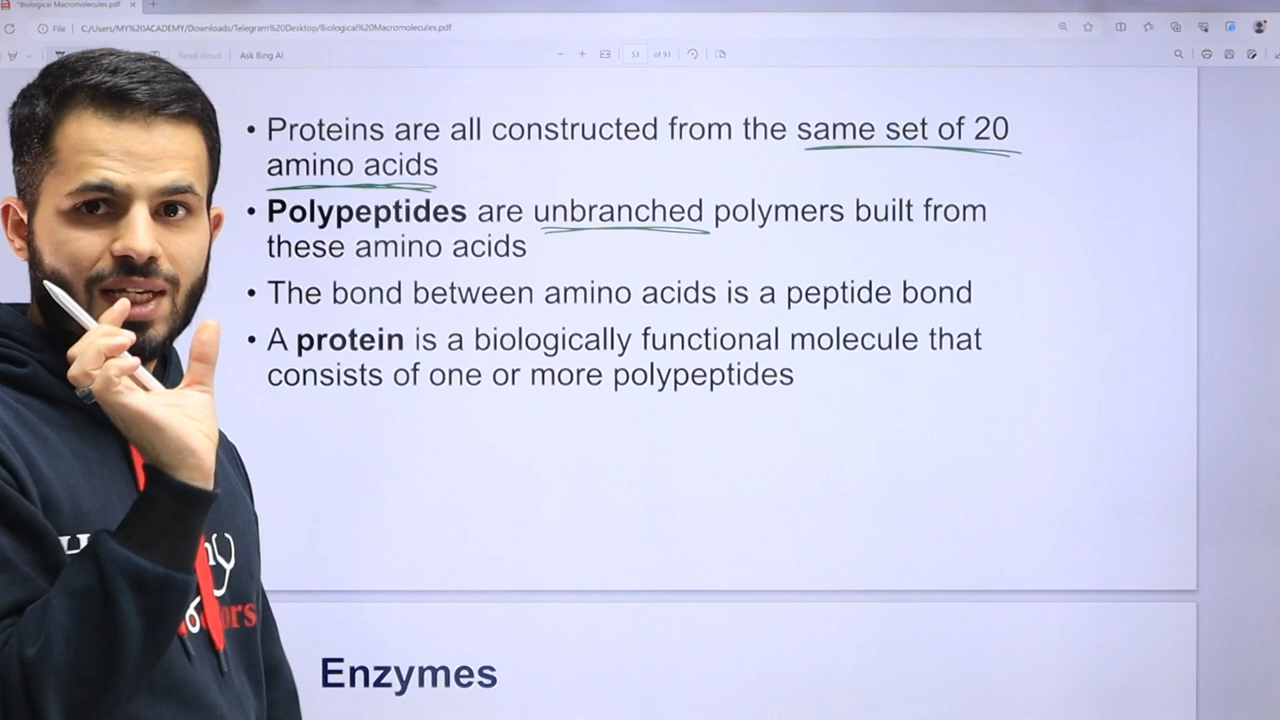 Biological Macromolecules.pdf
File
C:/Users/MY%20ACADEMY/Downloads/Telegram%20Desktop/Biological%20Macromolecules.pdf
Read aloud
Ask Bing AI
53
of 93
• Proteins are all constructed from the same set of 20
amino acids
• Polypeptides are unbranched polymers built from
these amino acids
• The bond between amino acids is a peptide bond
• A protein is a biologically functional molecule that
consists of one or more polypeptides
Enzymes